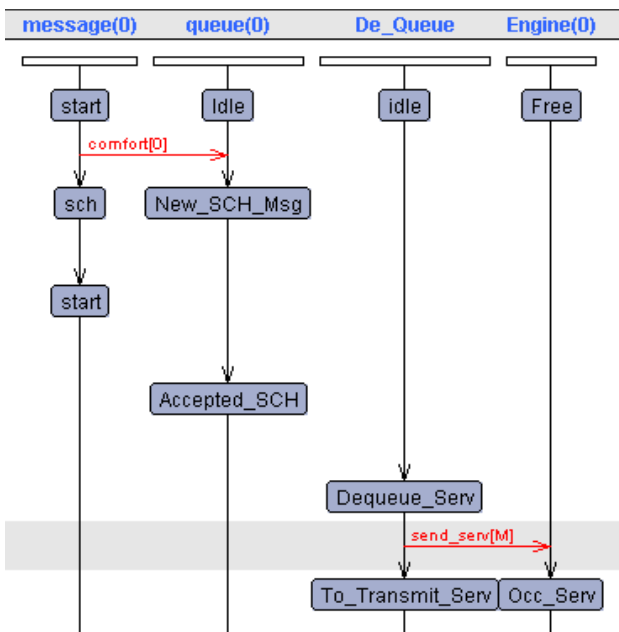 message(0) queue(0) De_Queue Engine(0)
start Idle idle Free
comfort[0]
sch New_SCH_Msg
start
Accepted_SCH
Dequeue_Serv
send_serv[M]
To_Transmit_Serv Occ_Serv